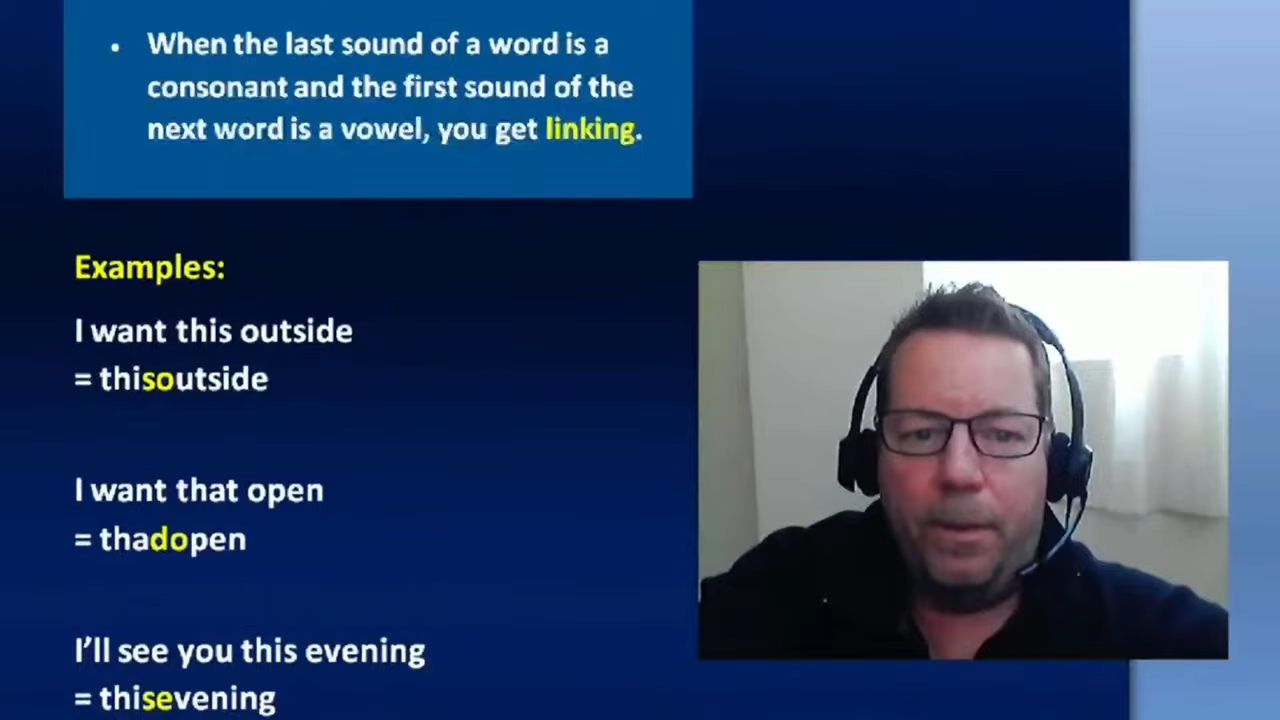 • When the last sound of a word is a
consonant and the first sound of the
next word is a vowel, you get linking.
Examples:
I want this outside
= thisoutside
I want that open
= thadopen
I’ll see you this evening
= thisevening